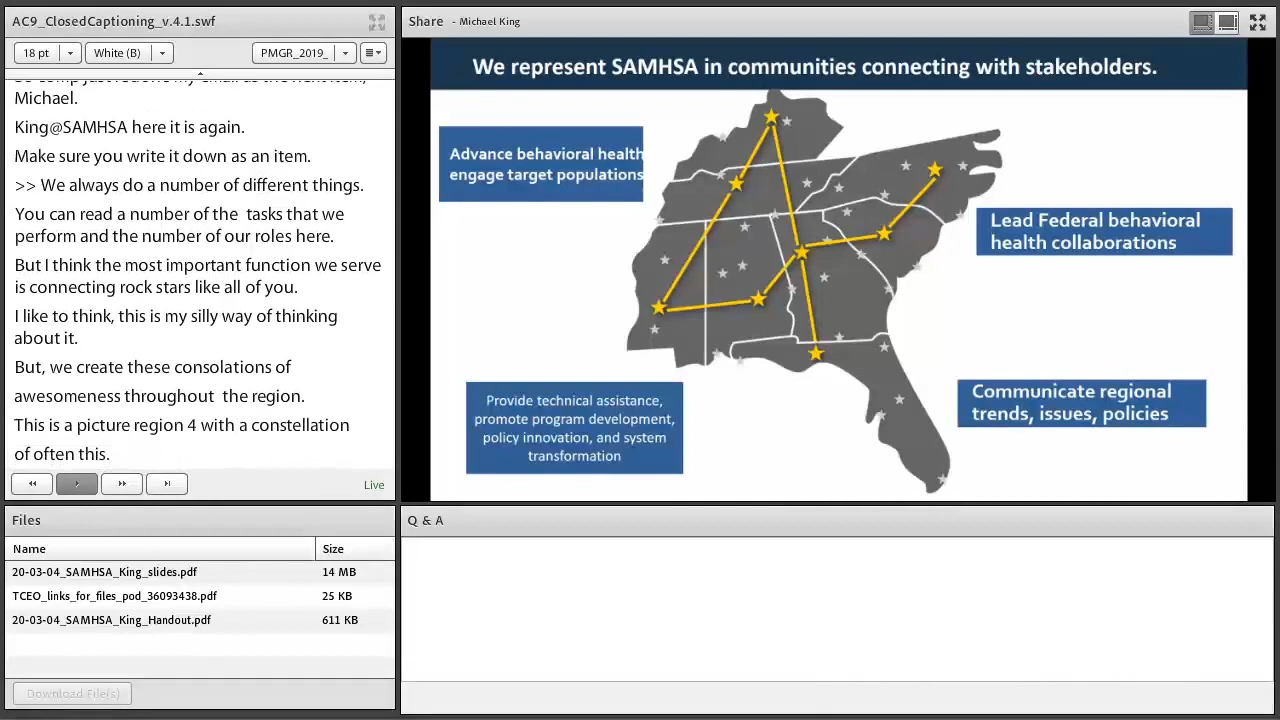 AC9_ClosedCaptioning_v.4.1.swf
18 pt
White (B)
PMGR_2019_
Michael.
King@SAMHSA here it is again.
Make sure you write it down as an item.
>> We always do a number of different things.
You can read a number of the tasks that we
perform and the number of our roles here.
But I think the most important function we serve
is connecting rock stars like all of you.
I like to think, this is my silly way of thinking
about it.
But, we create these consolations of
awesomeness throughout the region.
This is a picture region 4 with a constellation
of often this.
Live
Share - Michael King
We represent SAMHSA in communities connecting with stakeholders.
Advance behavioral health
engage target populations
Lead Federal behavioral
health collaborations
Provide technical assistance,
promote program development,
policy innovation, and system
transformation
Communicate regional
trends, issues, policies
Files
Name Size
20-03-04_SAMHSA_King_slides.pdf 14 MB
TCEO_links_for_files_pod_36093438.pdf 25 KB
20-03-04_SAMHSA_King_Handout.pdf 611 KB
Download File(s)
Q & A